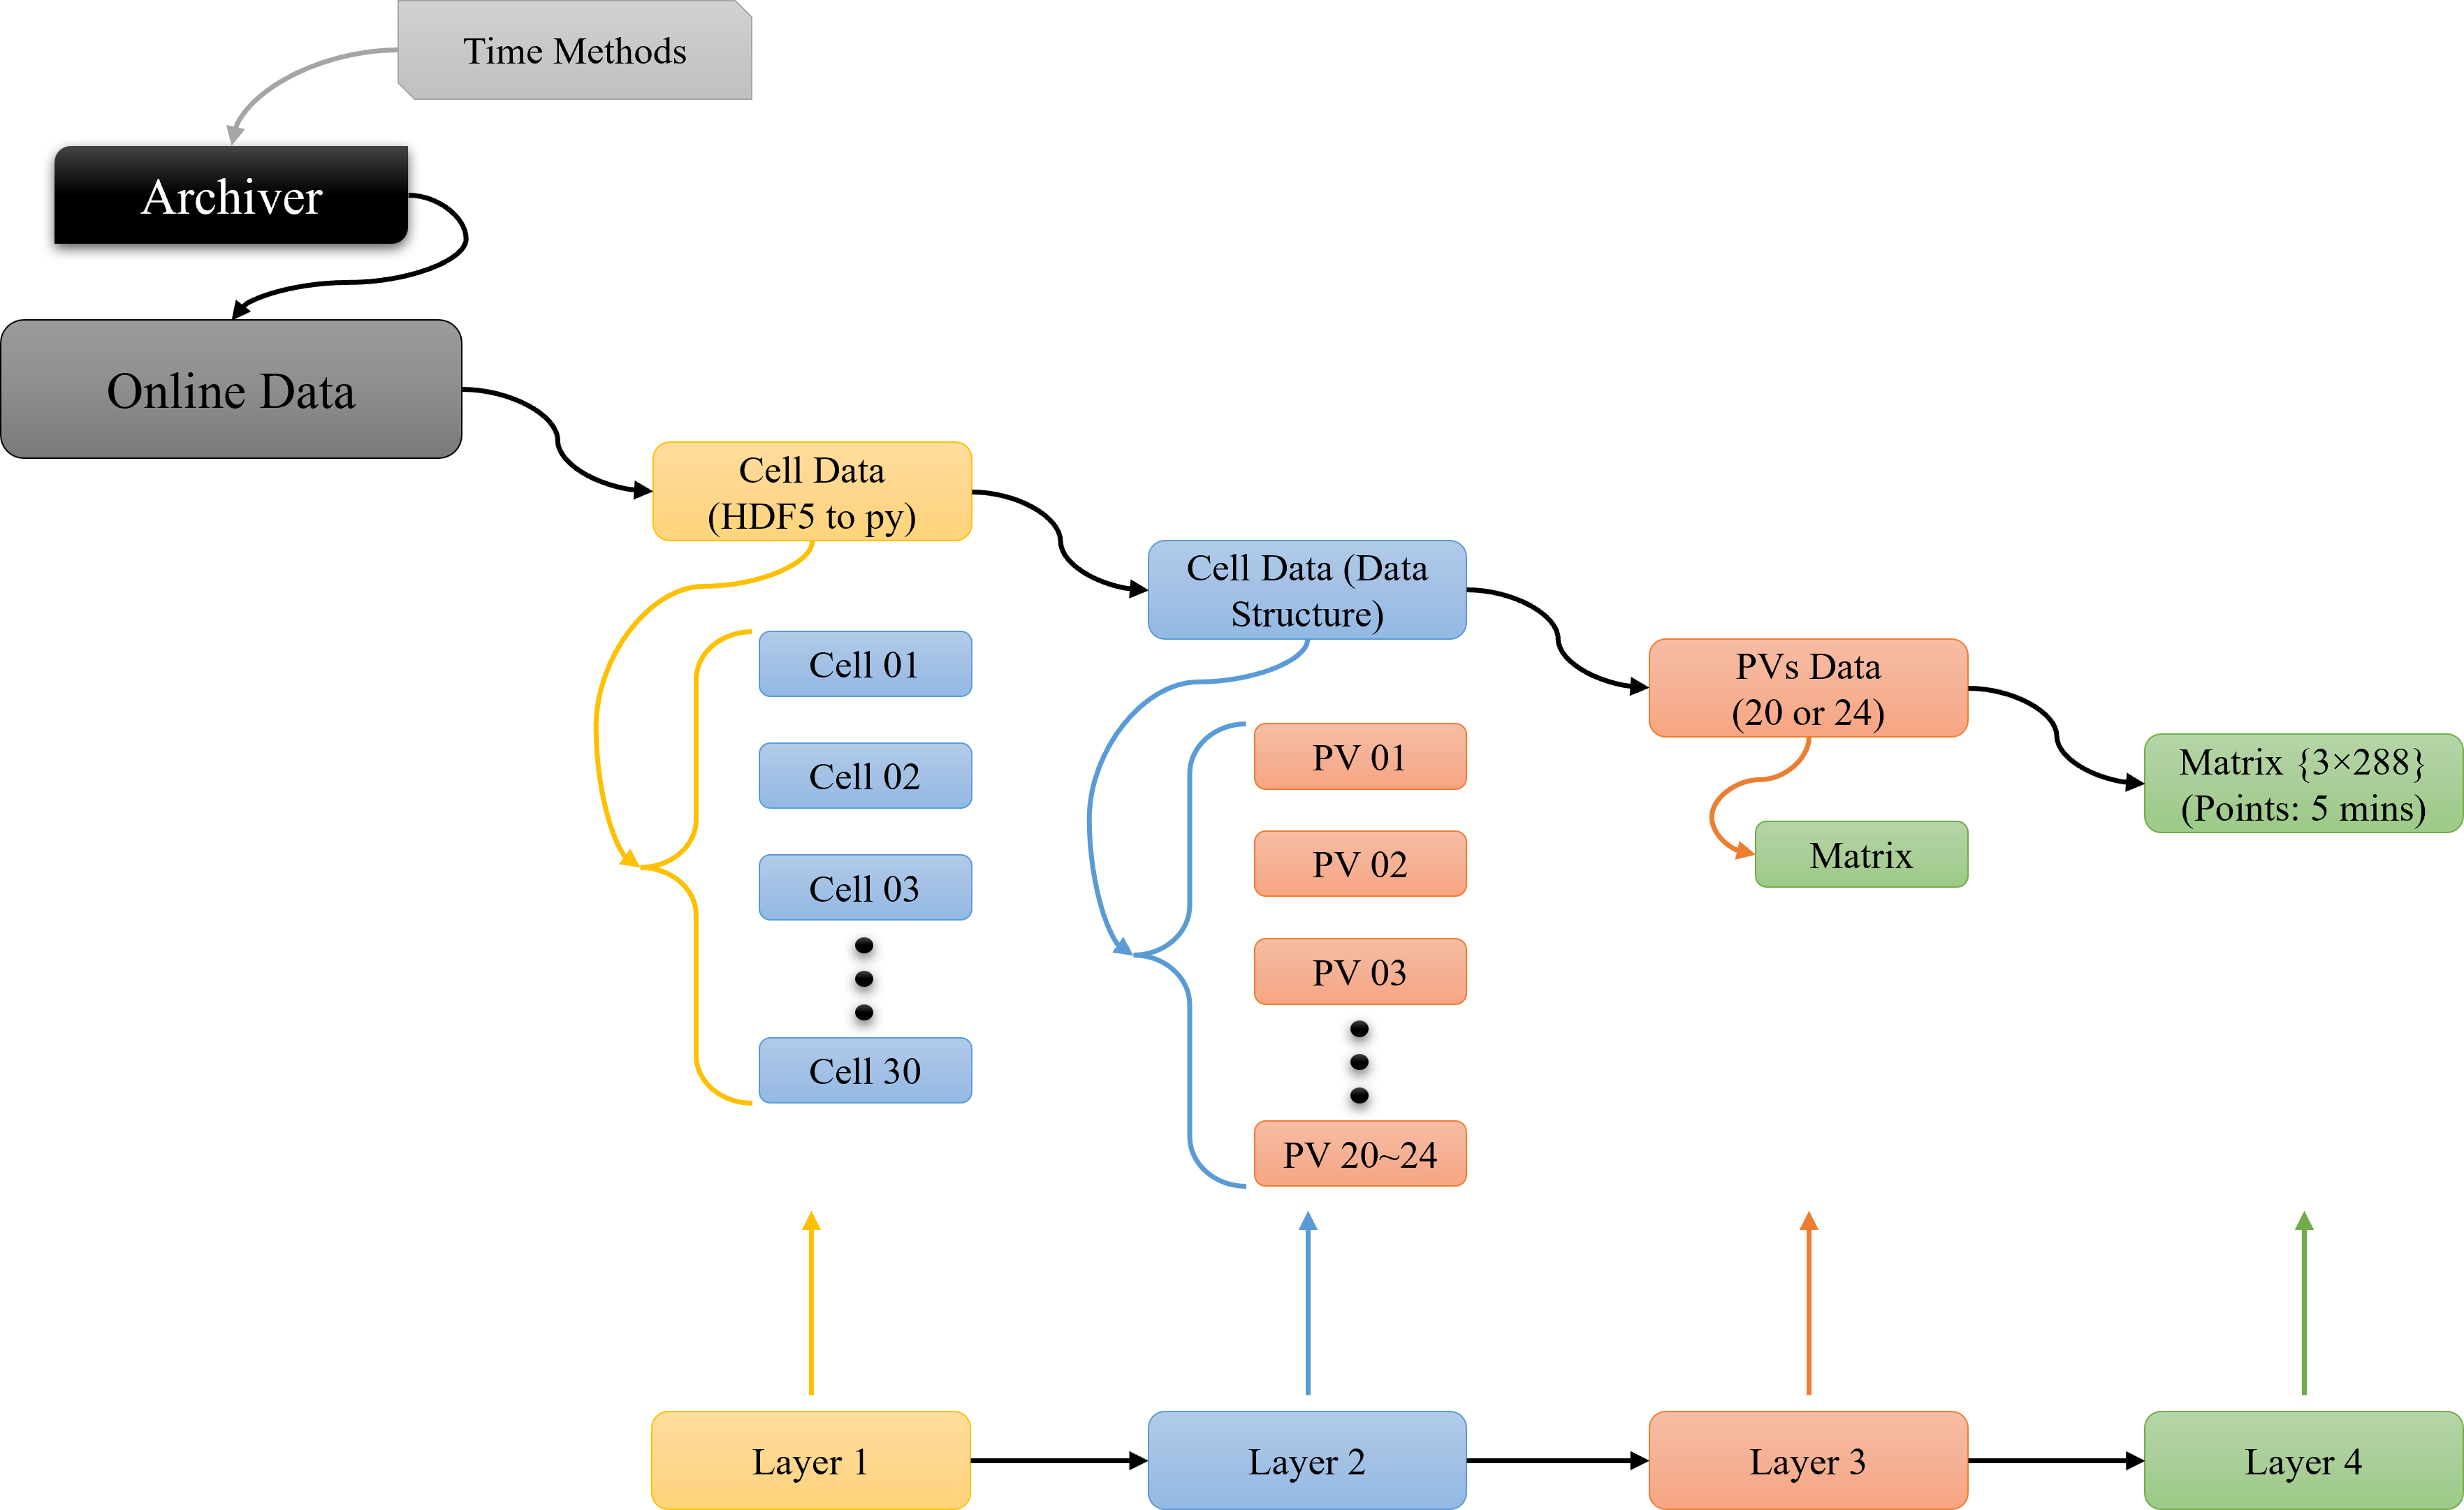 Time Methods
Archiver
Online Data
Cell Data
(HDF5 to py)
Cell 01
Cell 02
Cell 03
Cell 30
Cell Data (Data
Structure)
PV 01
PV 02
PV 03
PV 20~24
PVs Data
(20 or 24)
Matrix
Matrix {3×288}
(Points: 5 mins)
Layer 1
Layer 2
Layer 3
Layer 4